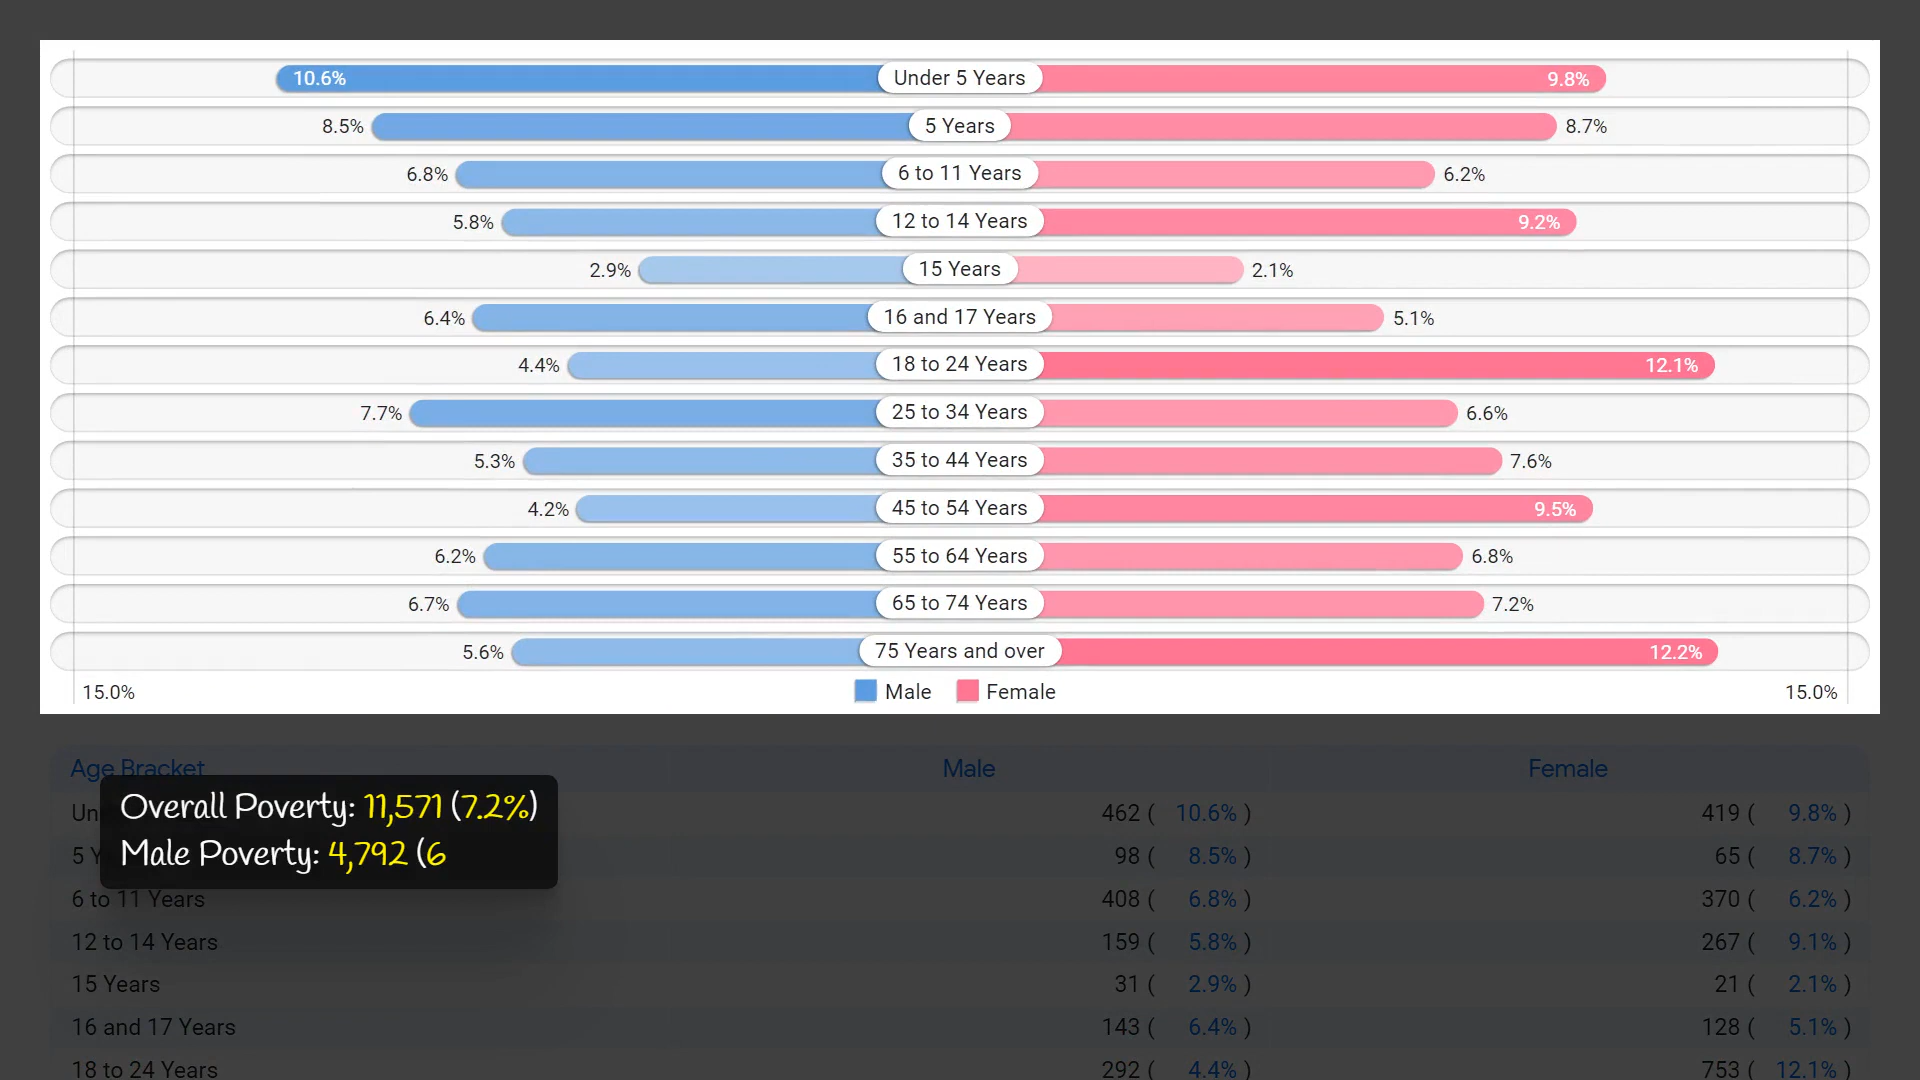 10.6% Under 5 Years 9.8%
8.5% 5 Years 8.7%
6.8% 6 to 11 Years 6.2%
5.8% 12 to 14 Years 9.2%
2.9% 15 Years 2.1%
6.4% 16 and 17 Years 5.1%
4.4% 18 to 24 Years 12.1%
7.7% 25 to 34 Years 6.6%
5.3% 35 to 44 Years 7.6%
4.2% 45 to 54 Years 9.5%
6.2% 55 to 64 Years 6.8%
6.7% 65 to 74 Years 7.2%
5.6% 75 Years and over 12.2%
15.0% Male Female 15.0%
Age Bracket Male Female
Overall Poverty: 11,571 (7.2%)
Male Poverty: 4,792 (6
462 ( 10.6% ) 419 ( 9.8% )
98 ( 8.5% ) 65 ( 8.7% )
6 to 11 Years 408 ( 6.8% ) 370 ( 6.2% )
12 to 14 Years 159 ( 5.8% ) 267 ( 9.1% )
15 Years 31 ( 2.9% ) 21 ( 2.1% )
16 and 17 Years 143 ( 6.4% ) 128 ( 5.1% )
18 to 24 Years 292 ( 4.4% ) 753 ( 12.1% )